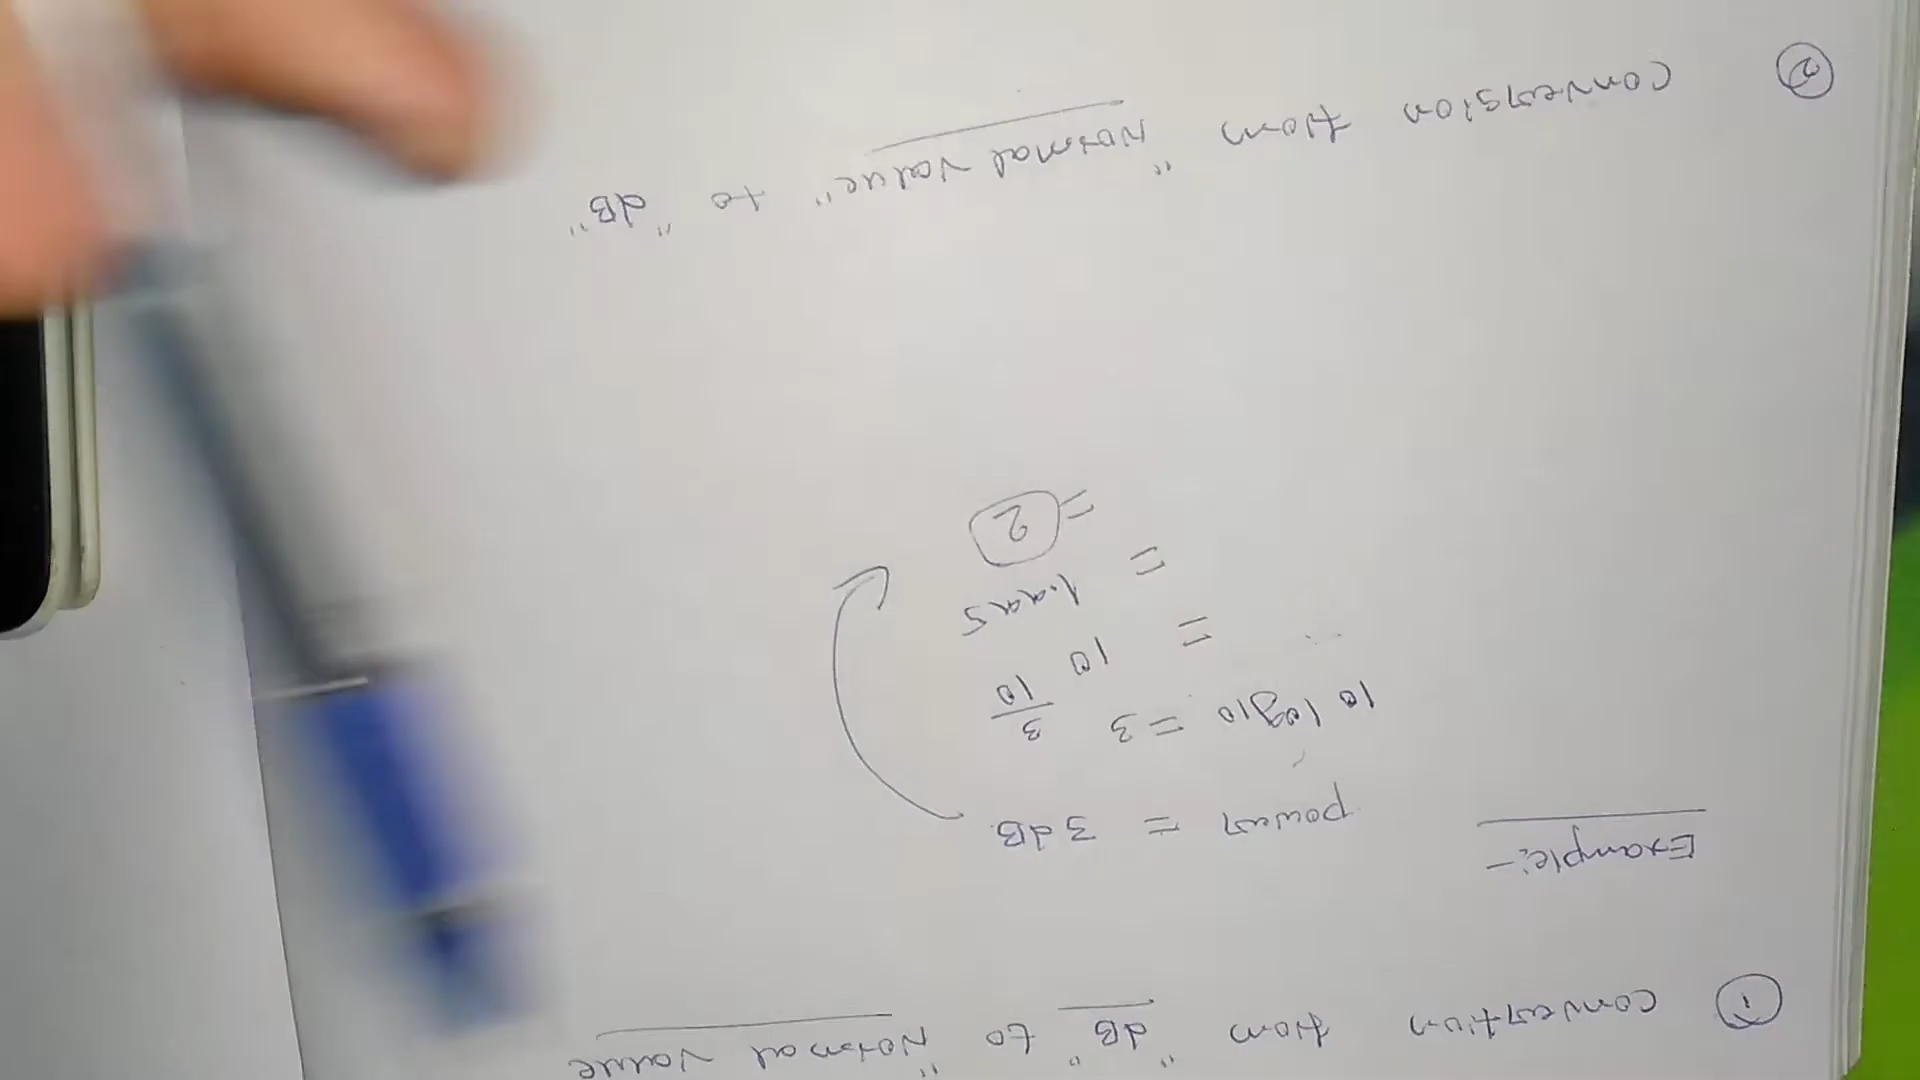 ① convertion from "dB" to "Normal value
Example:-
power = 3 dB
10 log10 = 3
= 10 3/10
= 1.995
= 2
② conversion from "Normal value" to "dB"